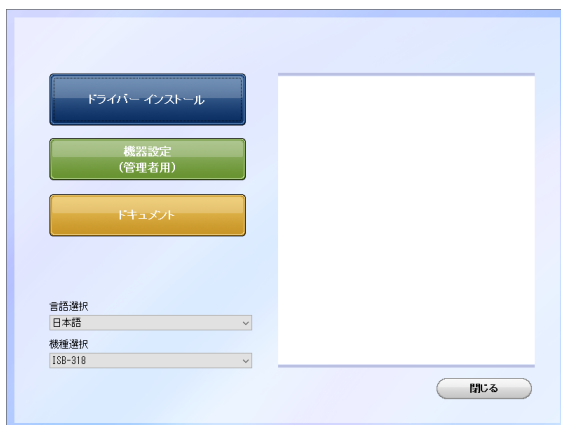 ドライバー インストール
機器設定
(管理者用)
ドキュメント
言語選択
日本語
機種選択
ISB-318
閉じる